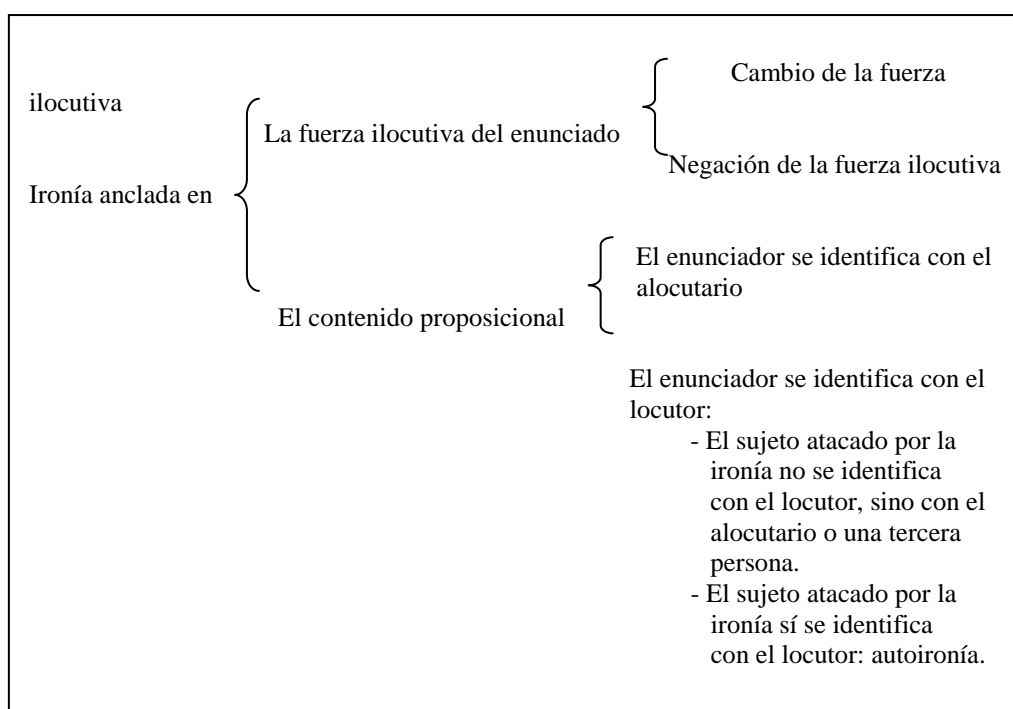 Cambio de la fuerza
ilocutiva
La fuerza ilocutiva del enunciado
Negación de la fuerza ilocutiva
Ironía anclada en
El enunciador se identifica con el
alocutario
El contenido proposicional
El enunciador se identifica con el
locutor:
- El sujeto atacado por la
ironía no se identifica
con el locutor, sino con el
alocutario o una tercera
persona.
- El sujeto atacado por la
ironía sí se identifica
con el locutor: autoironía.